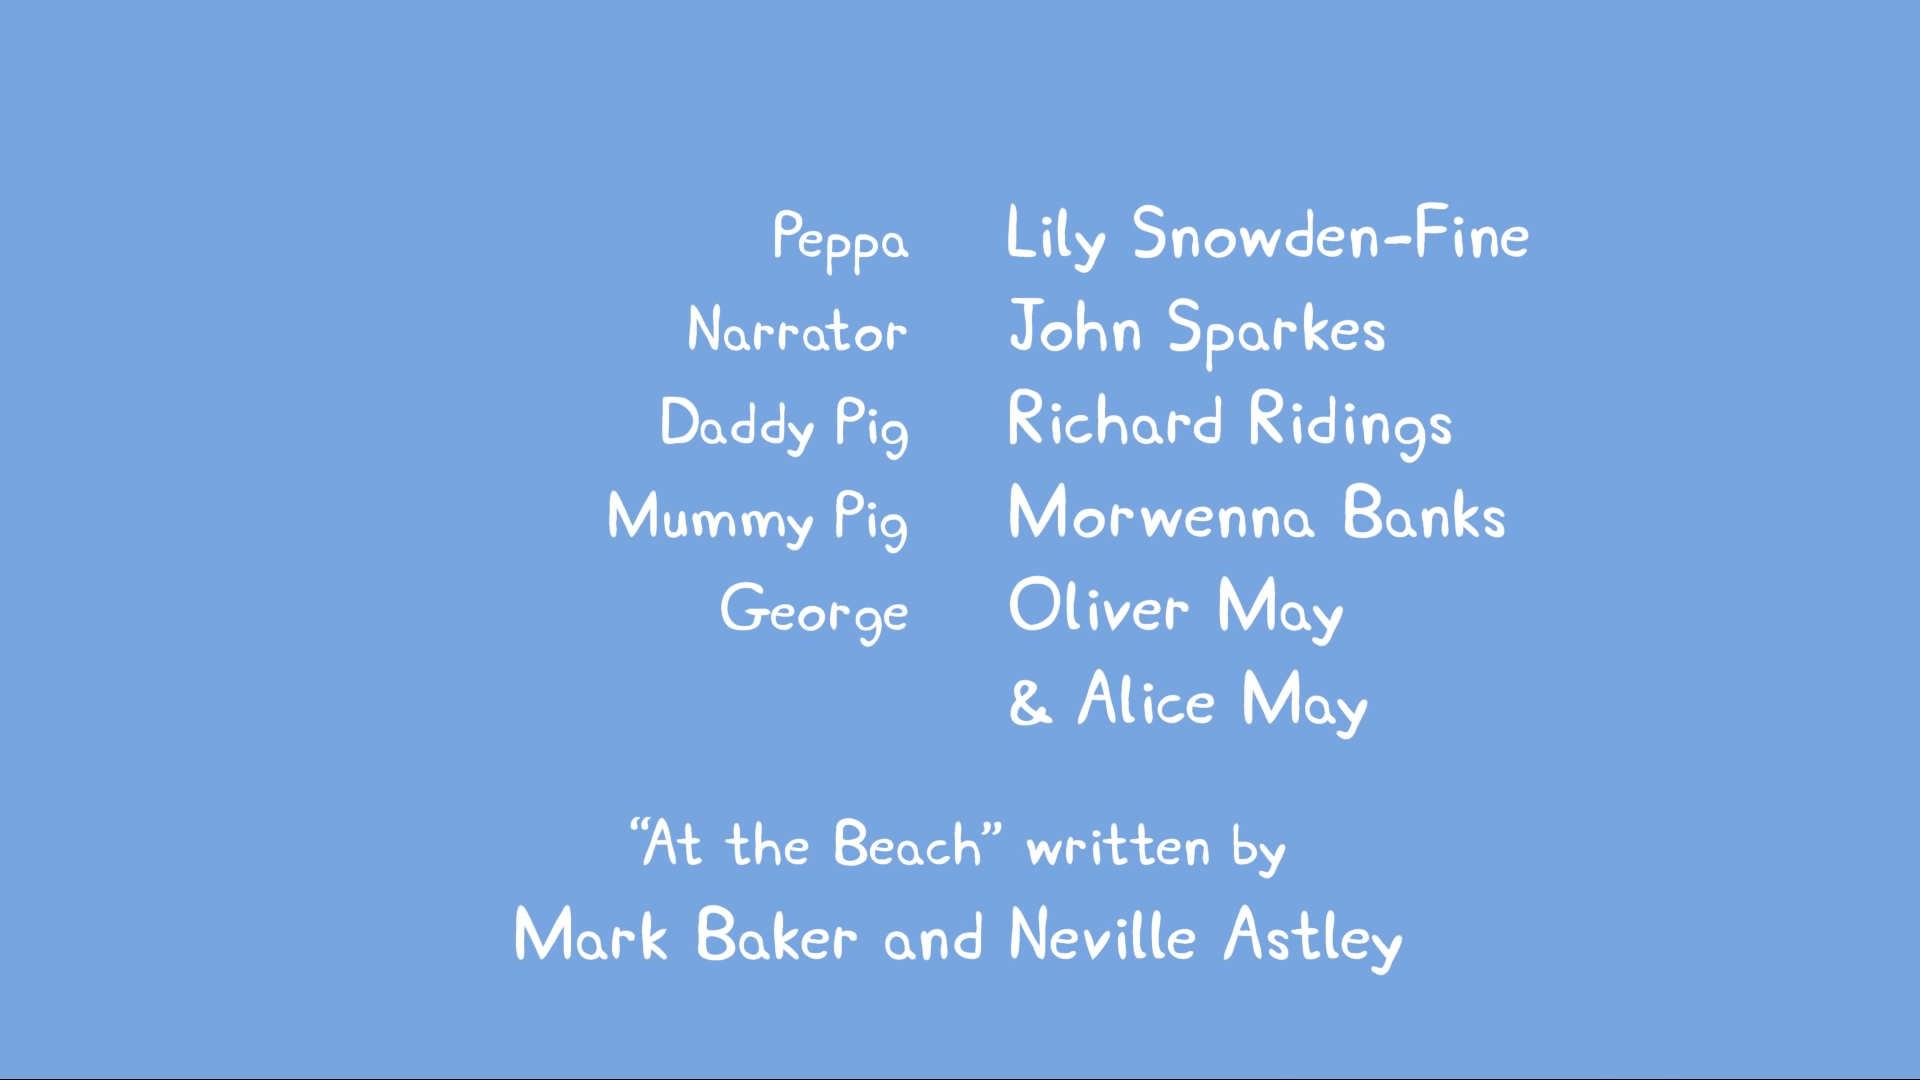 Peppa Lily Snowden-Fine
Narrator John Sparkes
Daddy Pig Richard Ridings
Mummy Pig Morwenna Banks
George Oliver May
& Alice May
“At the Beach” written by
Mark Baker and Neville Astley